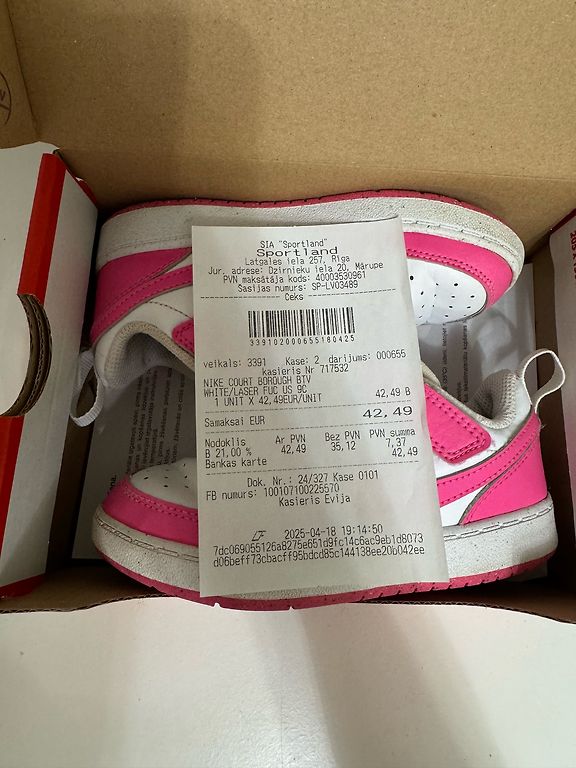 SIA "Sportland"
Sportland
Latgales iela 257, Rīga
Jur. adrese: Dzirnieku iela 20, Mārupe
PVN maksātāja kods: 40003530961
Šasijas numurs: SP-LV03489
Čeks
339102000655180425
veikals: 3391 Kase: 2 darījums: 000655
kasieris Nr 717532
NIKE COURT BOROUGH BTV
WHITE/LASER FUC US 9C
1 UNIT X 42,49EUR/UNIT 42,49 B
Samaksai EUR 42,49
Nodoklis Ar PVN Bez PVN PVN summa
B 21,00 % 42,49 35,12 7,37
Bankas karte 42,49
Dok. Nr.: 24/327 Kase 0101
FB numurs: 100107100225570
Kasieris Evija
LF 2025-04-18 19:14:50
7dc069055126a8275e651d9fc14c6ac9eb1d8073
d06beff73cbacff95bdcd85c144138ee20b042ee